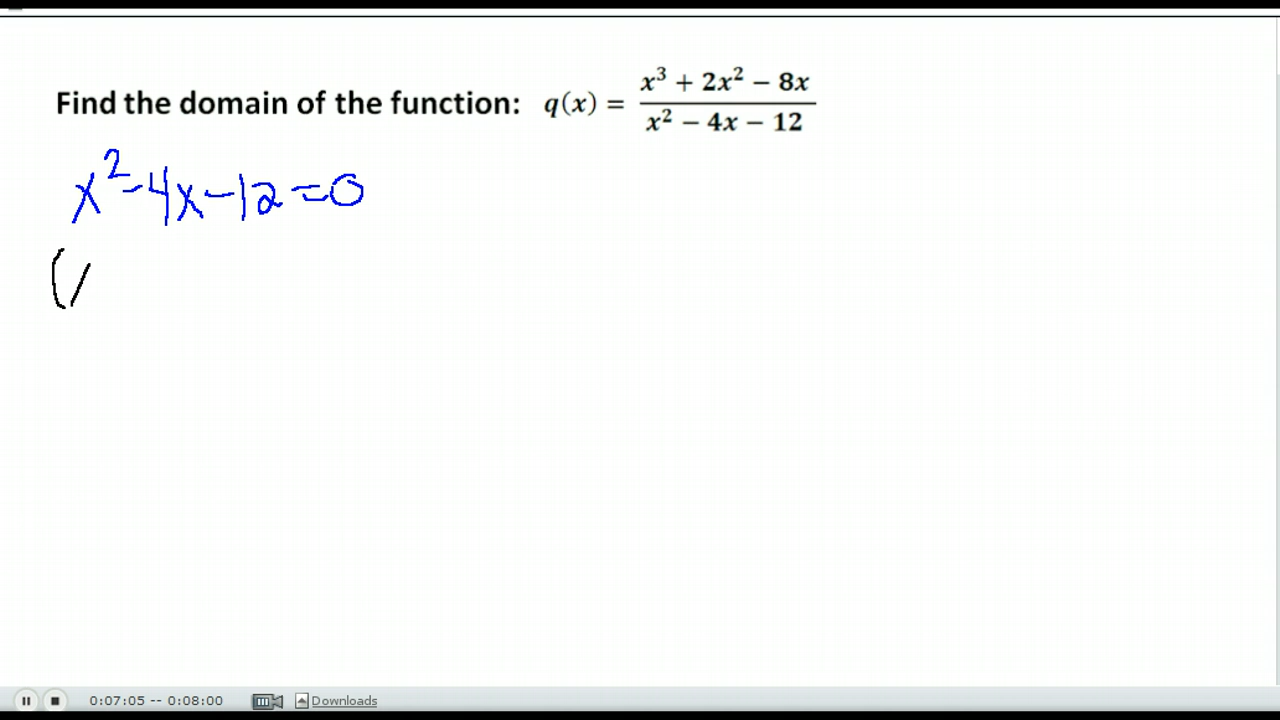 Find the domain of the function: q(x) = (x³ + 2x² − 8x)/(x² − 4x − 12)
x²-4x-12=0
(
0:07:05 -- 0:08:00 Downloads